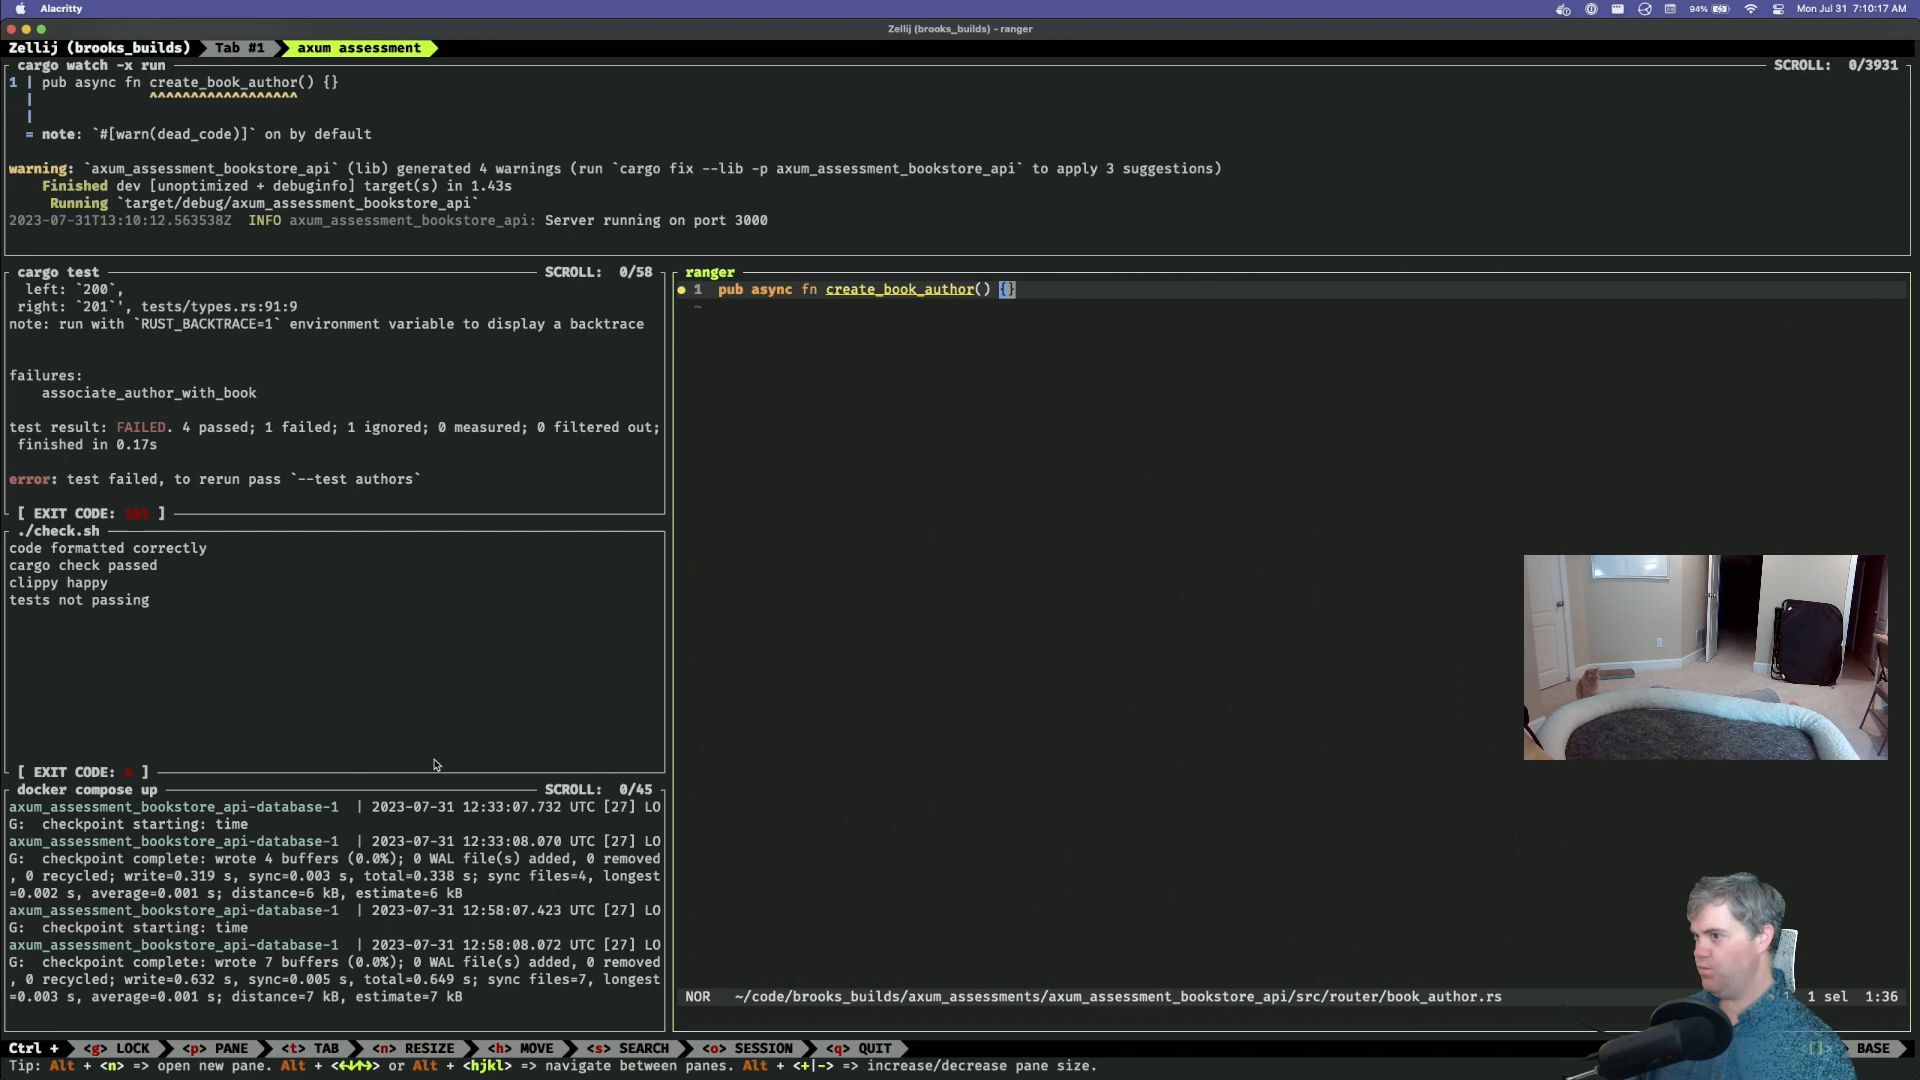 Alacritty
94%
Mon Jul 31 7:10:17 AM
Zellij (brooks_builds) - ranger
Zellij (brooks_builds) Tab #1 axum assessment
cargo watch -x run SCROLL: 0/3931
1 | pub async fn create_book_author() {}
| ^^^^^^^^^^^^^^^^^^
|
= note: `#[warn(dead_code)]` on by default
warning: `axum_assessment_bookstore_api` (lib) generated 4 warnings (run `cargo fix --lib -p axum_assessment_bookstore_api` to apply 3 suggestions)
Finished dev [unoptimized + debuginfo] target(s) in 1.43s
Running `target/debug/axum_assessment_bookstore_api`
2023-07-31T13:10:12.563538Z INFO axum_assessment_bookstore_api: Server running on port 3000
cargo test SCROLL: 0/58
left: `200`,
right: `201`', tests/types.rs:91:9
note: run with `RUST_BACKTRACE=1` environment variable to display a backtrace
failures:
associate_author_with_book
test result: FAILED. 4 passed; 1 failed; 1 ignored; 0 measured; 0 filtered out;
finished in 0.17s
error: test failed, to rerun pass `--test authors`
[ EXIT CODE: ]
./check.sh
code formatted correctly
cargo check passed
clippy happy
tests not passing
[ EXIT CODE: ]
docker compose up SCROLL: 0/45
axum_assessment_bookstore_api-database-1 | 2023-07-31 12:33:07.732 UTC [27] LO
G: checkpoint starting: time
axum_assessment_bookstore_api-database-1 | 2023-07-31 12:33:08.070 UTC [27] LO
G: checkpoint complete: wrote 4 buffers (0.0%); 0 WAL file(s) added, 0 removed
, 0 recycled; write=0.319 s, sync=0.003 s, total=0.338 s; sync files=4, longest
=0.002 s, average=0.001 s; distance=6 kB, estimate=6 kB
axum_assessment_bookstore_api-database-1 | 2023-07-31 12:58:07.423 UTC [27] LO
G: checkpoint starting: time
axum_assessment_bookstore_api-database-1 | 2023-07-31 12:58:08.072 UTC [27] LO
G: checkpoint complete: wrote 7 buffers (0.0%); 0 WAL file(s) added, 0 removed
, 0 recycled; write=0.632 s, sync=0.005 s, total=0.649 s; sync files=7, longest
=0.003 s, average=0.001 s; distance=7 kB, estimate=7 kB
ranger
1 pub async fn create_book_author() {}
~
NOR ~/code/brooks_builds/axum_assessments/axum_assessment_bookstore_api/src/router/book_author.rs 1 sel 1:36
Ctrl + <g> LOCK <p> PANE <t> TAB <n> RESIZE <h> MOVE <s> SEARCH <o> SESSION <q> QUIT [] BASE
Tip: Alt + <n> => open new pane. Alt + <←↓↑→> or Alt + <hjkl> => navigate between panes. Alt + <+|-> => increase/decrease pane size.